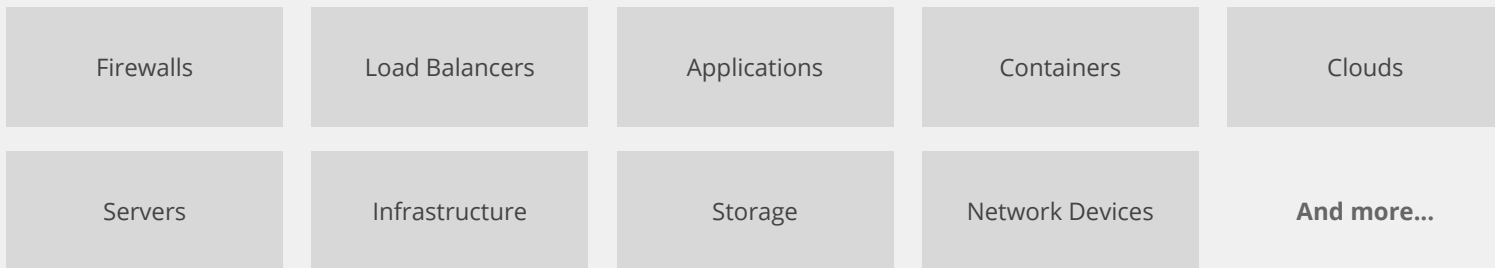 Firewalls
Load Balancers
Applications
Containers
Clouds
Servers
Infrastructure
Storage
Network Devices
And more...